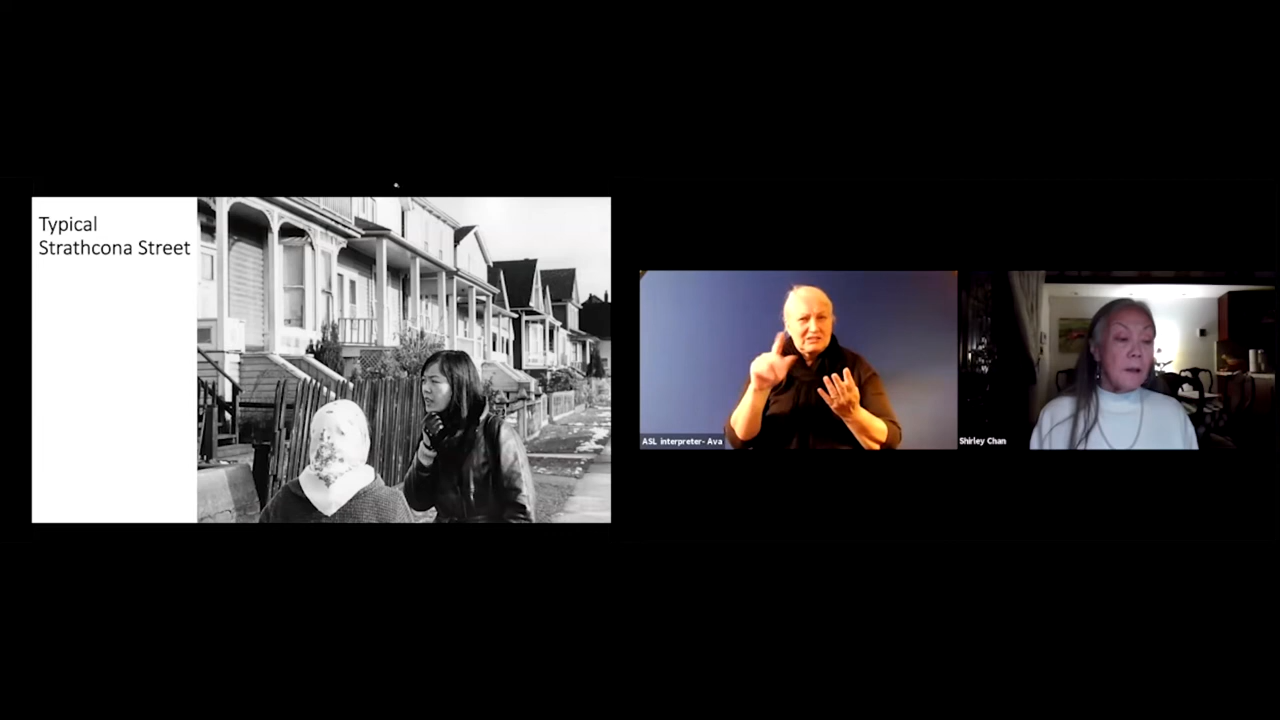 Typical
Strathcona Street
ASL interpreter- Ava
Shirley Chan